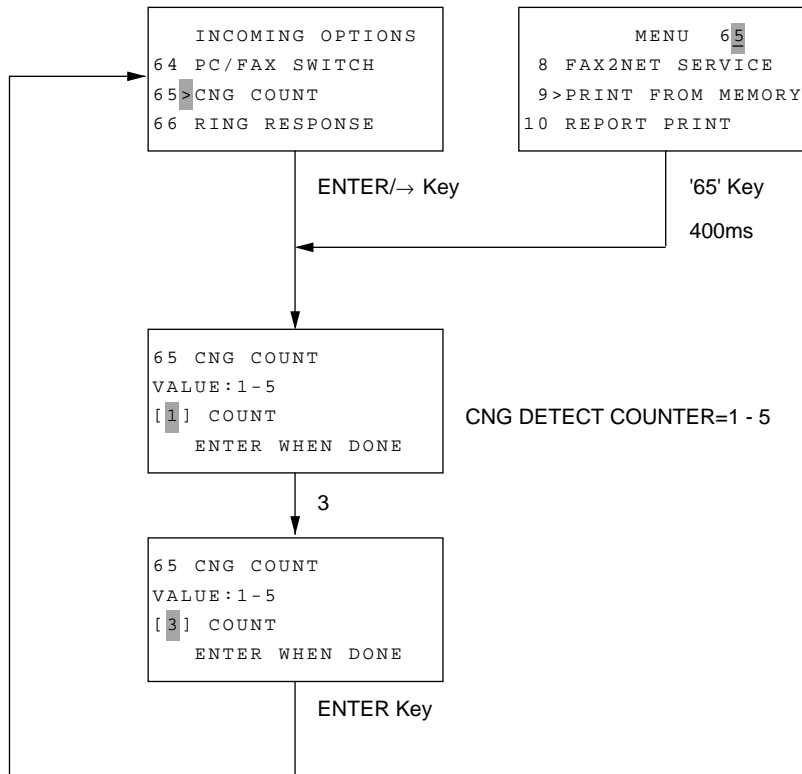 INCOMING OPTIONS
64 PC/FAX SWITCH
65>CNG COUNT
66 RING RESPONSE
MENU 65
8 FAX2NET SERVICE
9>PRINT FROM MEMORY
10 REPORT PRINT
ENTER/→ Key
'65' Key
400ms
65 CNG COUNT
VALUE:1-5
[1] COUNT
ENTER WHEN DONE
CNG DETECT COUNTER=1 - 5
3
65 CNG COUNT
VALUE:1-5
[3] COUNT
ENTER WHEN DONE
ENTER Key